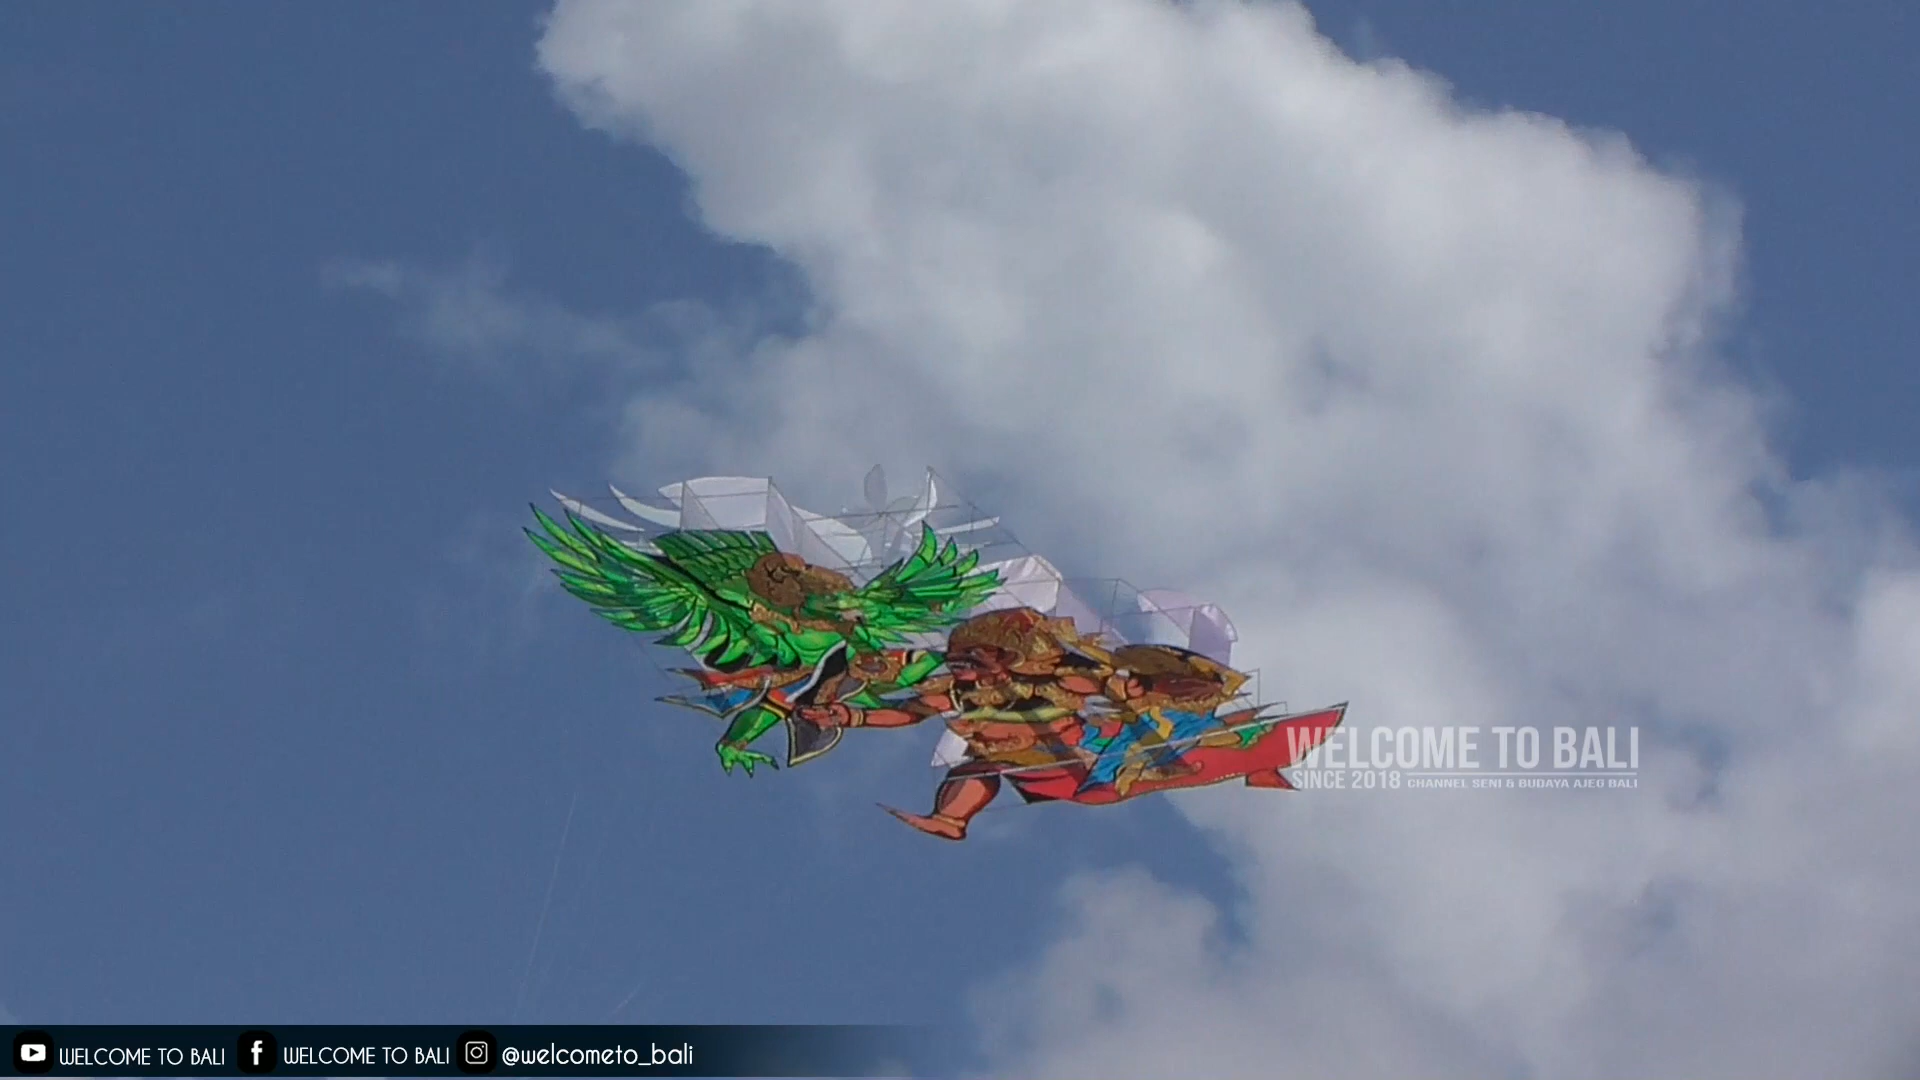 WELCOME TO BALI
SINCE 2018 CHANNEL SENI & BUDAYA AJEG BALI
WELCOME TO BALI WELCOME TO BALI @welcometo_bali